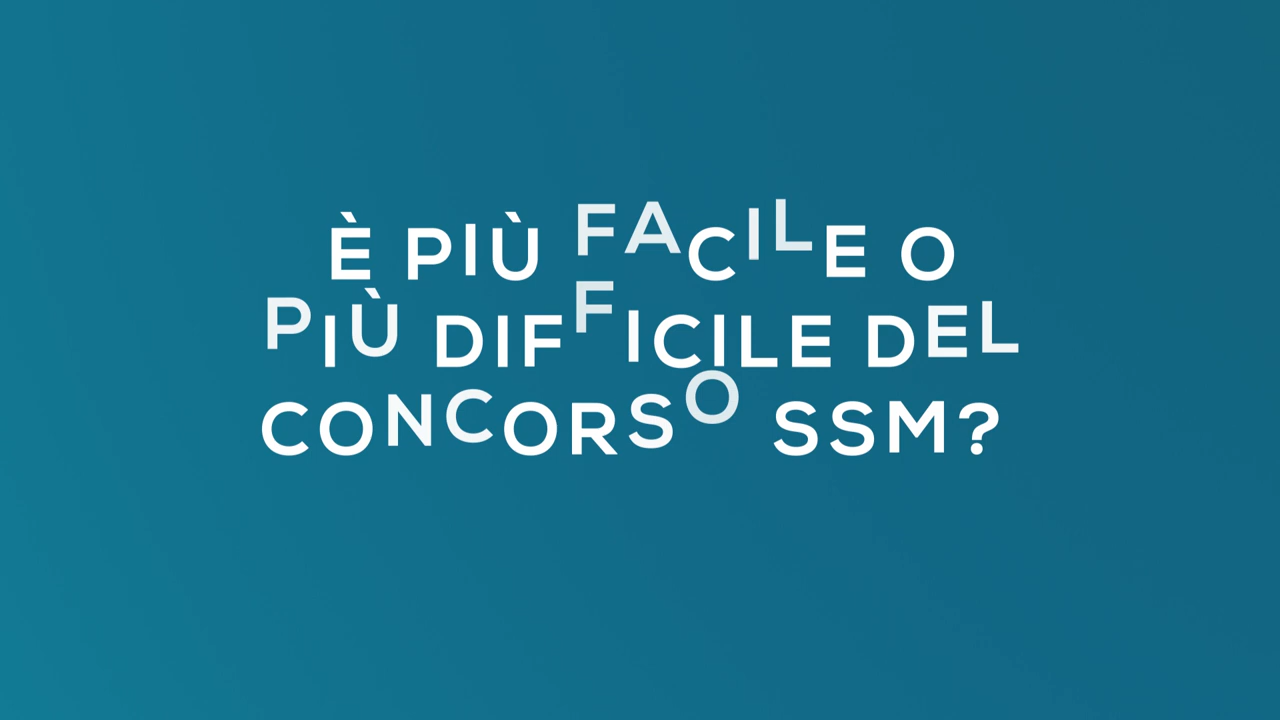 È PIÙ FACILE O
PIÙ DIFFICILE DEL
CONCORSO SSM?